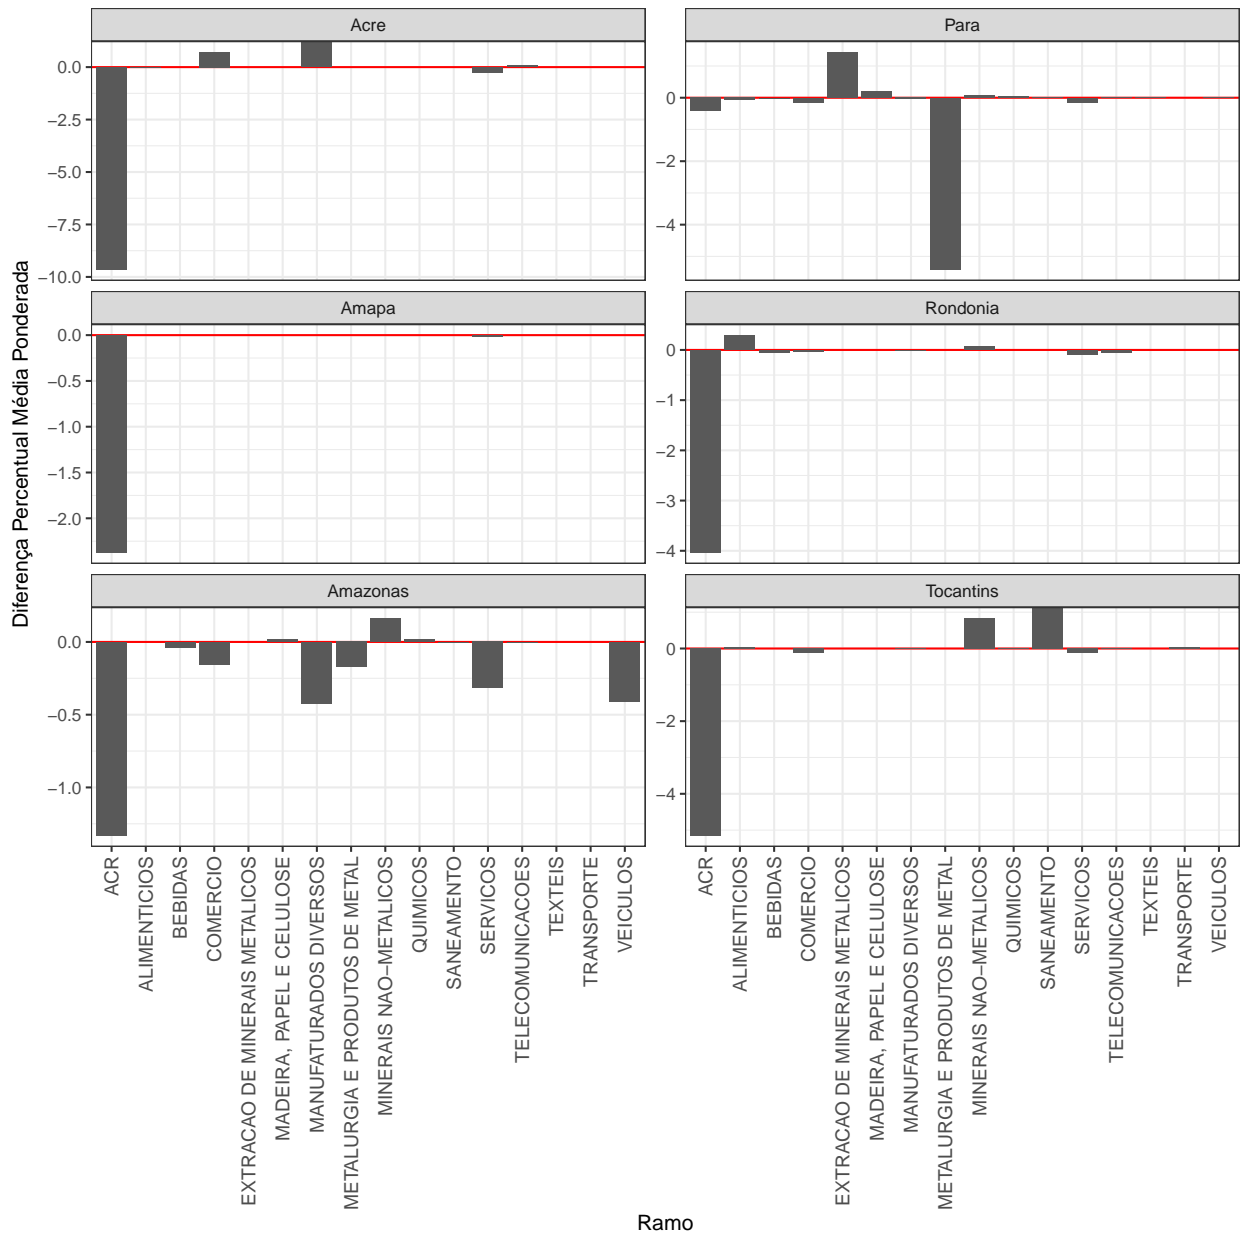 Diferença Percentual Média Ponderada
Acre
0.0
−2.5
−5.0
−7.5
−10.0
Para
0
−2
−4
Amapa
0.0
−0.5
−1.0
−1.5
−2.0
Rondonia
0
−1
−2
−3
−4
Amazonas
0.0
−0.5
−1.0
Tocantins
0
−2
−4
ACR
ALIMENTICIOS
BEBIDAS
COMERCIO
EXTRACAO DE MINERAIS METALICOS
MADEIRA, PAPEL E CELULOSE
MANUFATURADOS DIVERSOS
METALURGIA E PRODUTOS DE METAL
MINERAIS NAO−METALICOS
QUIMICOS
SANEAMENTO
SERVICOS
TELECOMUNICACOES
TEXTEIS
TRANSPORTE
VEICULOS
ACR
ALIMENTICIOS
BEBIDAS
COMERCIO
EXTRACAO DE MINERAIS METALICOS
MADEIRA, PAPEL E CELULOSE
MANUFATURADOS DIVERSOS
METALURGIA E PRODUTOS DE METAL
MINERAIS NAO−METALICOS
QUIMICOS
SANEAMENTO
SERVICOS
TELECOMUNICACOES
TEXTEIS
TRANSPORTE
VEICULOS
Ramo